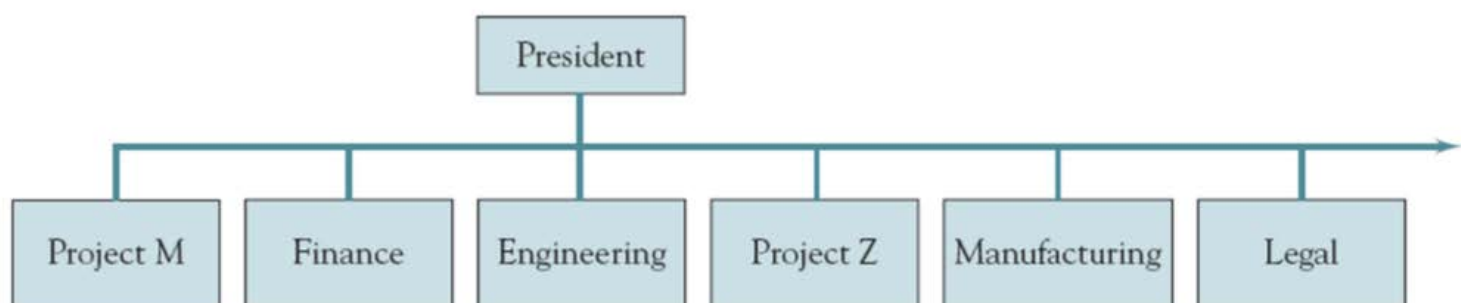 President
Project M
Finance
Engineering
Project Z
Manufacturing
Legal